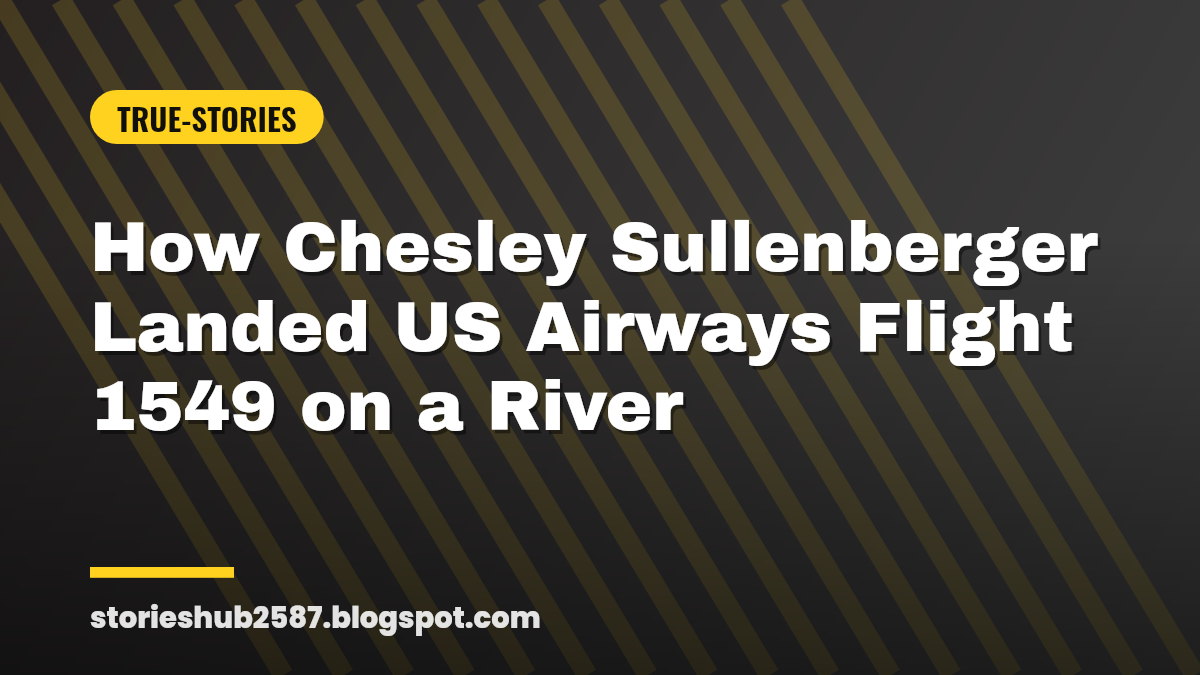 TRUE-STORIES
How Chesley Sullenberger
Landed US Airways Flight
1549 on a River
storieshub2587.blogspot.com